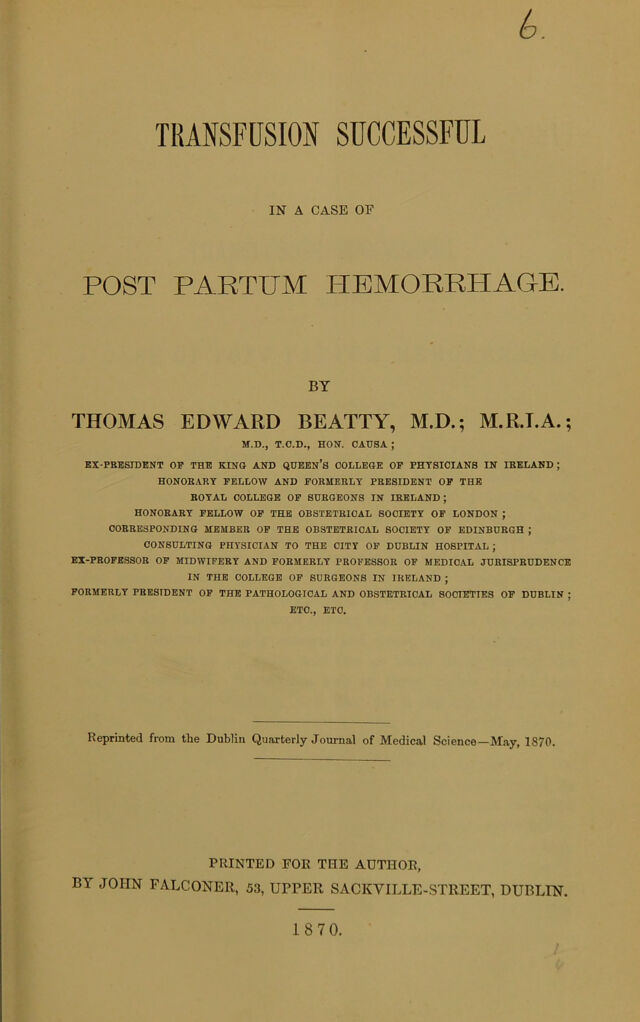 6.
TRANSFUSION SUCCESSFUL
IN A CASE OF
POST PARTUM HEMORRHAGE.
BY
THOMAS EDWARD BEATTY, M.D.; M.R.I.A.;
M.D., T.C.D., HON. CAUSA;
EX-PRESIDENT OF THE KING AND QUEEN'S COLLEGE OF PHYSICIANS IN IRELAND;
HONORARY FELLOW AND FORMERLY PRESIDENT OF THE
ROYAL COLLEGE OF SURGEONS IN IRELAND;
HONORARY FELLOW OF THE OBSTETRICAL SOCIETY OF LONDON;
CORRESPONDING MEMBER OF THE OBSTETRICAL SOCIETY OF EDINBURGH;
CONSULTING PHYSICIAN TO THE CITY OF DUBLIN HOSPITAL;
EX-PROFESSOR OF MIDWIFERY AND FORMERLY PROFESSOR OF MEDICAL JURISPRUDENCE
IN THE COLLEGE OF SURGEONS IN IRELAND;
FORMERLY PRESIDENT OF THE PATHOLOGICAL AND OBSTETRICAL SOCIETIES OF DUBLIN;
ETC., ETC.
Reprinted from the Dublin Quarterly Journal of Medical Science—May, 1870.
PRINTED FOR THE AUTHOR,
BY JOHN FALCONER, 53, UPPER SACKVILLE-STREET, DUBLIN.
1870.